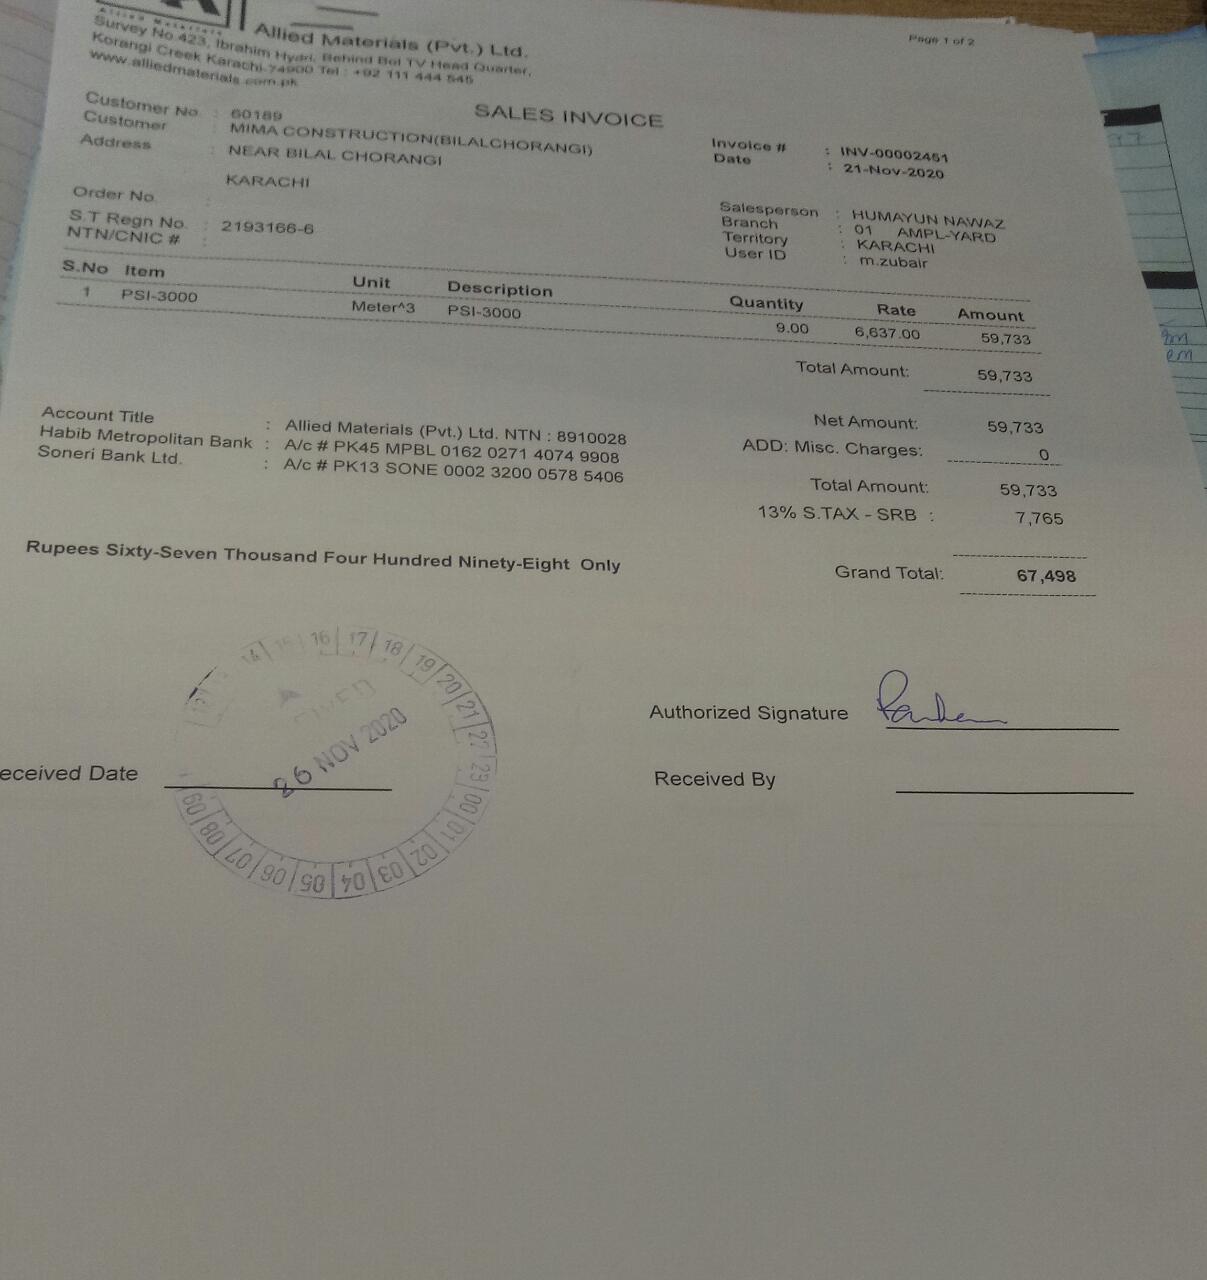 Page 1 of 2
Allied Materials
Allied Materials (Pvt.) Ltd.
Survey No.423, Ibrahim Hydri, Behind Bol TV Head Quarter,
Korangi Creek Karachi-74900 Tel : +92 111 444 545
www.alliedmaterials.com.pk
SALES INVOICE
Customer No. : 60189
Customer : MIMA CONSTRUCTION(BILALCHORANGI)
Address : NEAR BILAL CHORANGI
KARACHI
Invoice # : INV-00002451
Date : 21-Nov-2020
Order No. :
S.T Regn No. : 2193166-6
NTN/CNIC # :
Salesperson : HUMAYUN NAWAZ
Branch : 01 AMPL-YARD
Territory : KARACHI
User ID : m.zubair
S.No Item Unit Description Quantity Rate Amount
1 PSI-3000 Meter^3 PSI-3000 9.00 6,637.00 59,733
Total Amount: 59,733
Account Title : Allied Materials (Pvt.) Ltd. NTN : 8910028
Habib Metropolitan Bank : A/c # PK45 MPBL 0162 0271 4074 9908
Soneri Bank Ltd. : A/c # PK13 SONE 0002 3200 0578 5406
Net Amount: 59,733
ADD: Misc. Charges: 0
Total Amount: 59,733
13% S.TAX - SRB : 7,765
Rupees Sixty-Seven Thousand Four Hundred Ninety-Eight Only
Grand Total: 67,498
14 15 16 17 18 19 20 21 22 23 00 01 02 03 04 05 06 07 08 09
26 NOV 2020
Authorized Signature
eceived Date
Received By